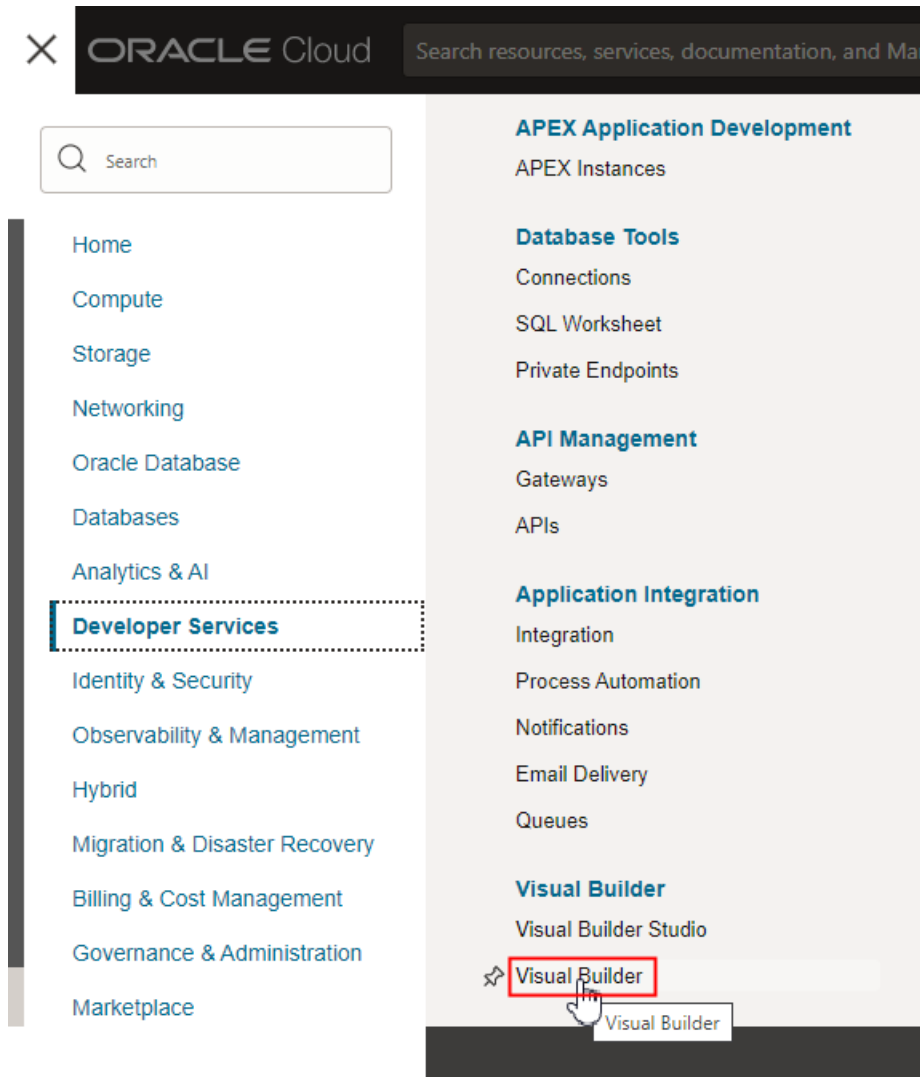 ORACLE Cloud
Search resources, services, documentation, and Mar
Search
Home
Compute
Storage
Networking
Oracle Database
Databases
Analytics & AI
Developer Services
Identity & Security
Observability & Management
Hybrid
Migration & Disaster Recovery
Billing & Cost Management
Governance & Administration
Marketplace
APEX Application Development
APEX Instances
Database Tools
Connections
SQL Worksheet
Private Endpoints
API Management
Gateways
APIs
Application Integration
Integration
Process Automation
Notifications
Email Delivery
Queues
Visual Builder
Visual Builder Studio
Visual Builder
Visual Builder